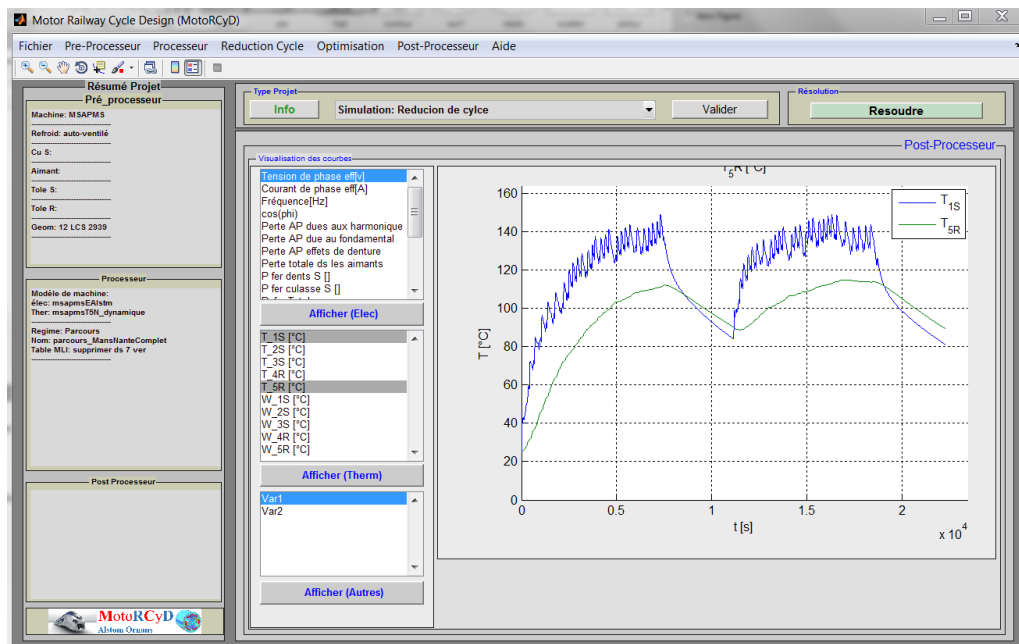 Motor Railway Cycle Design (MotoRCyD)
Fichier Pre-Processeur Processeur Reduction Cycle Optimisation Post-Processeur Aide
Résumé Projet
Pré_processeur
Machine: MSAPMS
Refroid: auto-ventilé
Cu S:
Aimant:
Tole S:
Tole R:
Geom: 12 LCS 2939
Processeur
Modèle de machine:
élec: msapmsEAlstm
Ther: msapmsT5N_dynamique
Regime: Parcours
Nom: parcours_MansNanteComplet
Table MLI: supprimer ds 7 ver
Post Processeur
MotoRCyD
Alstom Ornans
Type Projet
Info
Simulation: Reducion de cylce
Valider
Résolution
Resoudre
Post-Processeur
Visualisation des courbes
Tension de phase eff[v]
Courant de phase eff[A]
Fréquence[Hz]
cos(phi)
Perte AP dues aux harmonique
Perte AP due au fondamental
Perte AP effets de denture
Perte totale ds les aimants
P fer dents S []
P fer culasse S []
Afficher (Elec)
T_1S [°C]
T_2S [°C]
T_3S [°C]
T_4R [°C]
T_5R [°C]
W_1S [°C]
W_2S [°C]
W_3S [°C]
W_4R [°C]
W_5R [°C]
Afficher (Therm)
Var1
Var2
Afficher (Autres)
T5R [°C]
T1S
T5R
160
140
120
100
80
60
40
20
0
T [°C]
0 0.5 1 1.5 2
t [s]
x 10^4